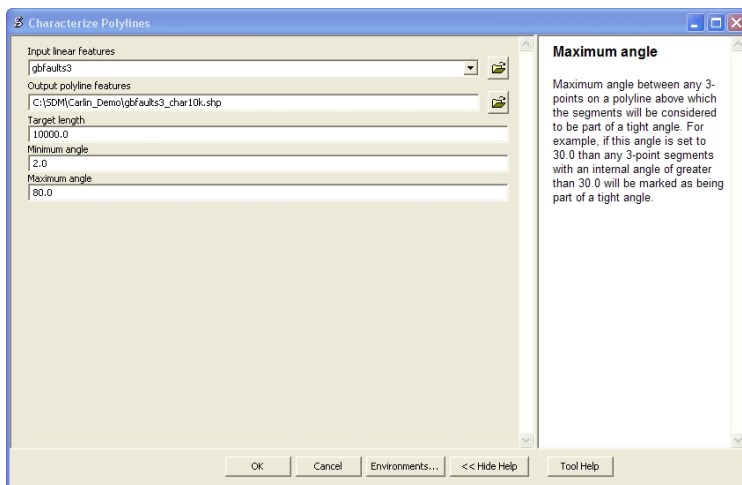 Characterize Polylines
Input linear features
gbfaults3
Output polyline features
C:\SDM\Carlin_Demo\gbfaults3_char10k.shp
Target length
10000.0
Minimum angle
2.0
Maximum angle
80.0
Maximum angle
Maximum angle between any 3-
points on a polyline above which
the segments will be considered
to be part of a tight angle. For
example, if this angle is set to
30.0 than any 3-point segments
with an internal angle of greater
than 30.0 will be marked as being
part of a tight angle.
OK Cancel Environments... << Hide Help Tool Help